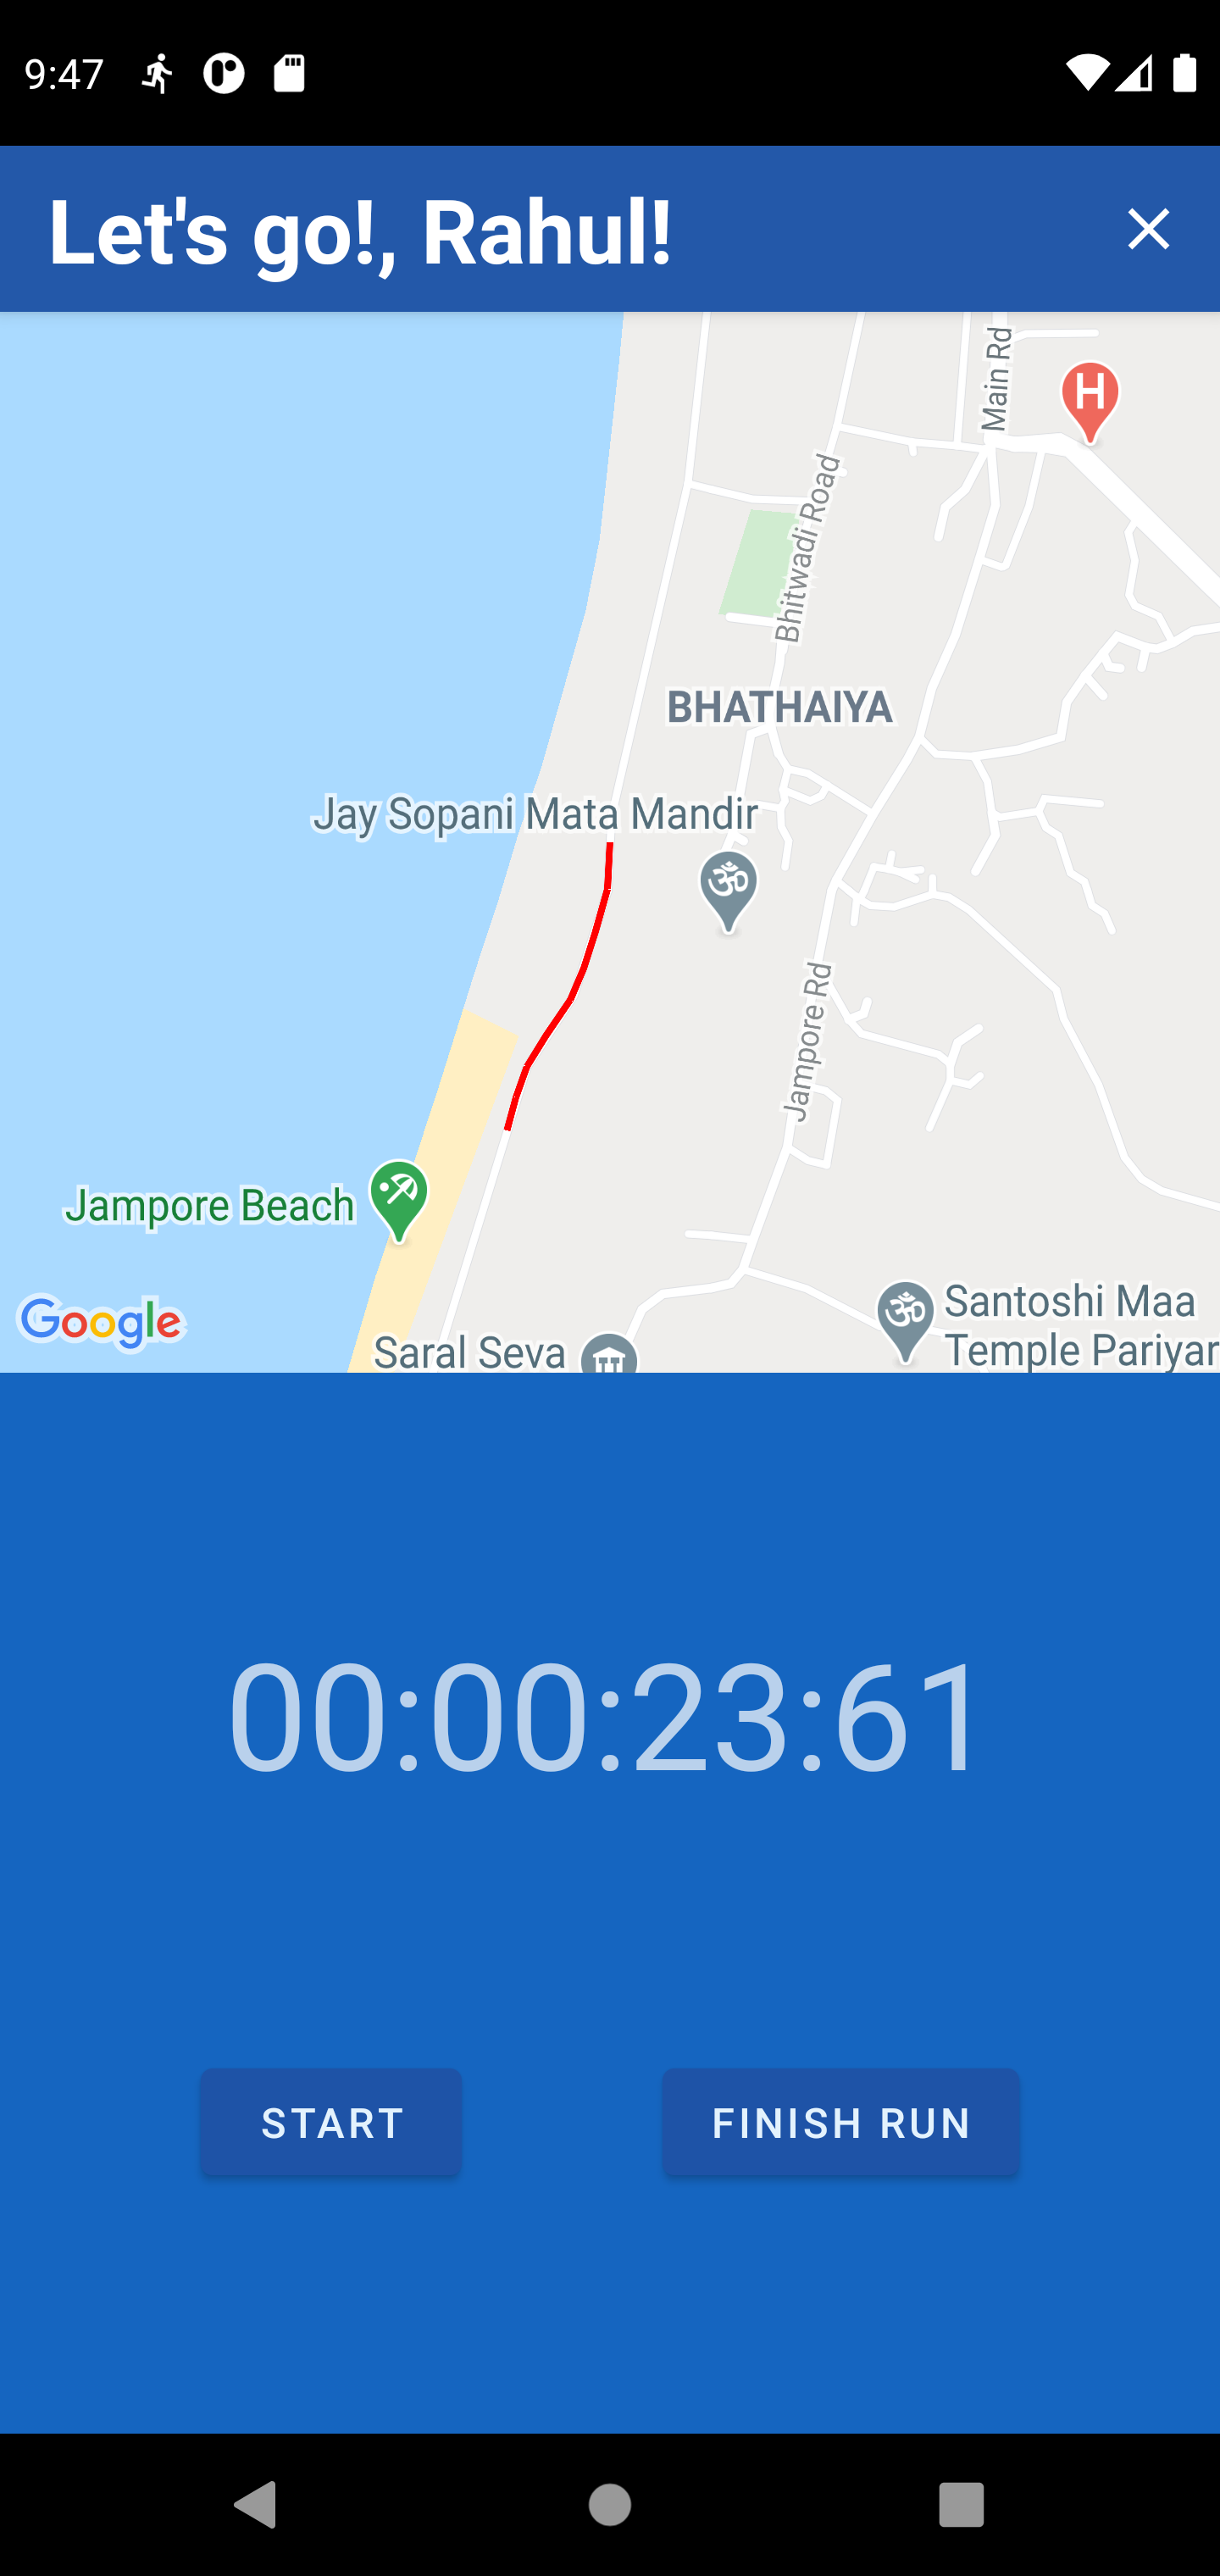 9:47
Let's go!, Rahul!
Main Rd
H
Bhitwadi Road
BHATHAIYA
Jay Sopani Mata Mandir
ॐ
Jampore Rd
Jampore Beach
Google
ॐ
Santoshi Maa
Temple Pariyar
Saral Seva
00:00:23:61
START
FINISH RUN